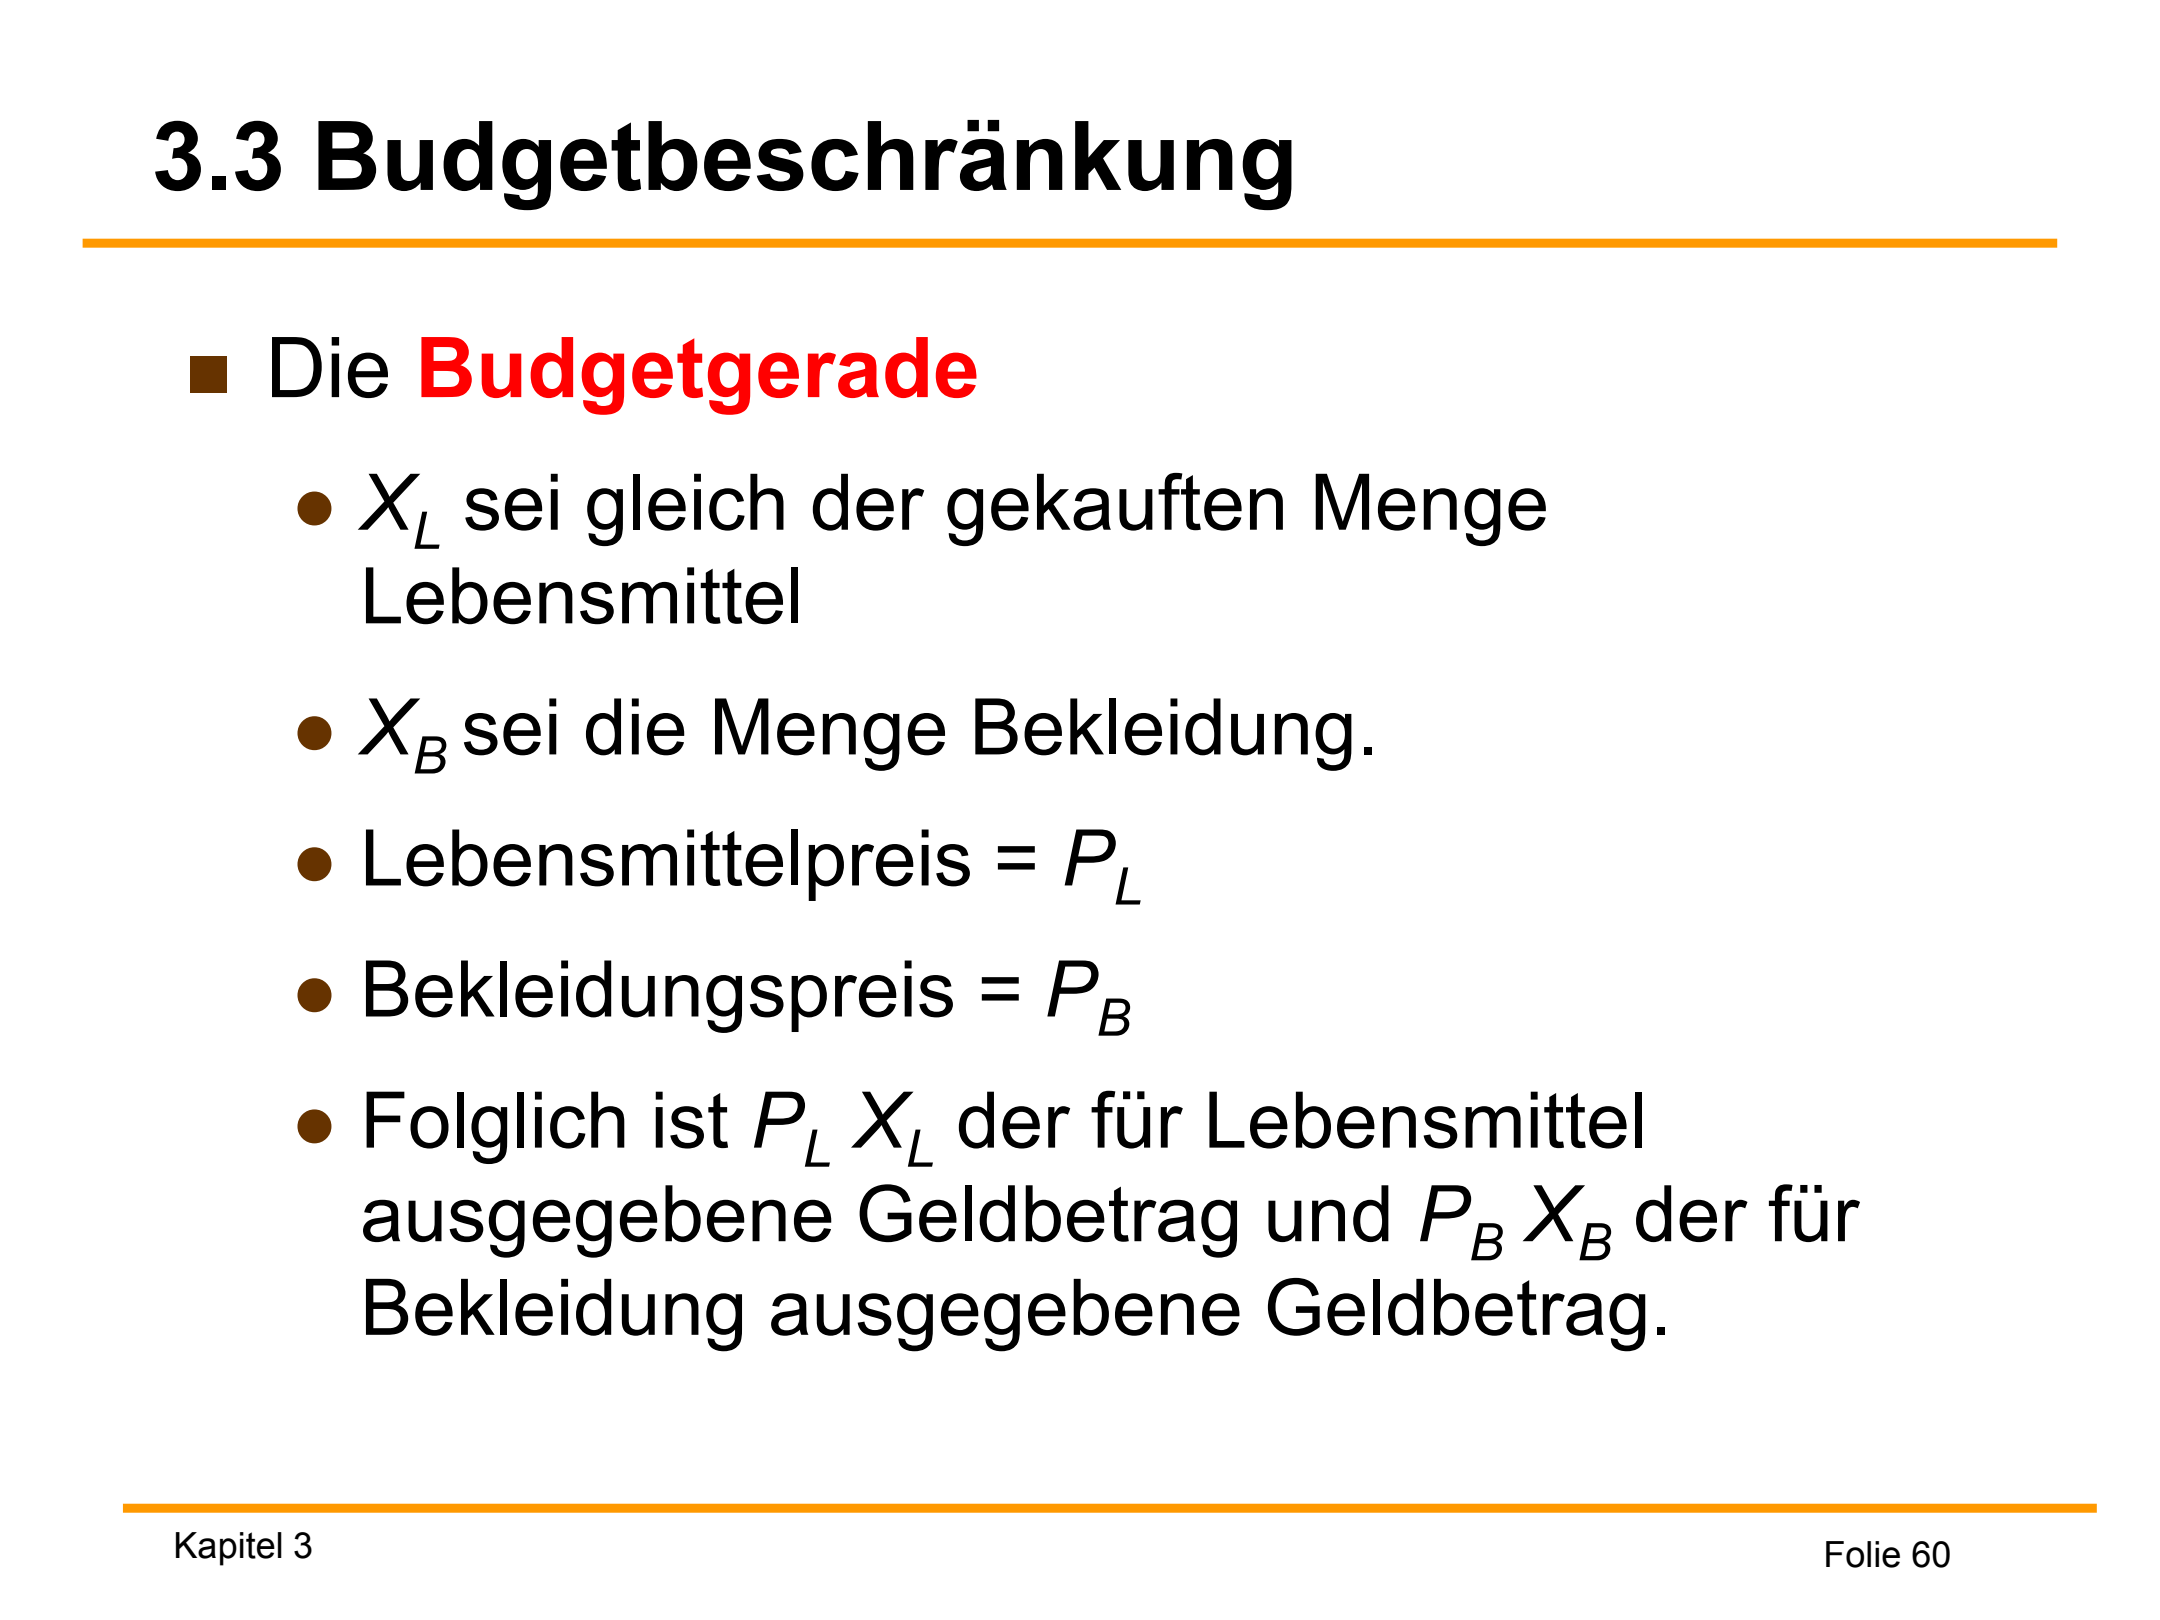 3.3 Budgetbeschränkung
Die Budgetgerade
X_L sei gleich der gekauften Menge
Lebensmittel
X_B sei die Menge Bekleidung.
Lebensmittelpreis = P_L
Bekleidungspreis = P_B
Folglich ist P_L X_L der für Lebensmittel
ausgegebene Geldbetrag und P_B X_B der für
Bekleidung ausgegebene Geldbetrag.
Kapitel 3
Folie 60